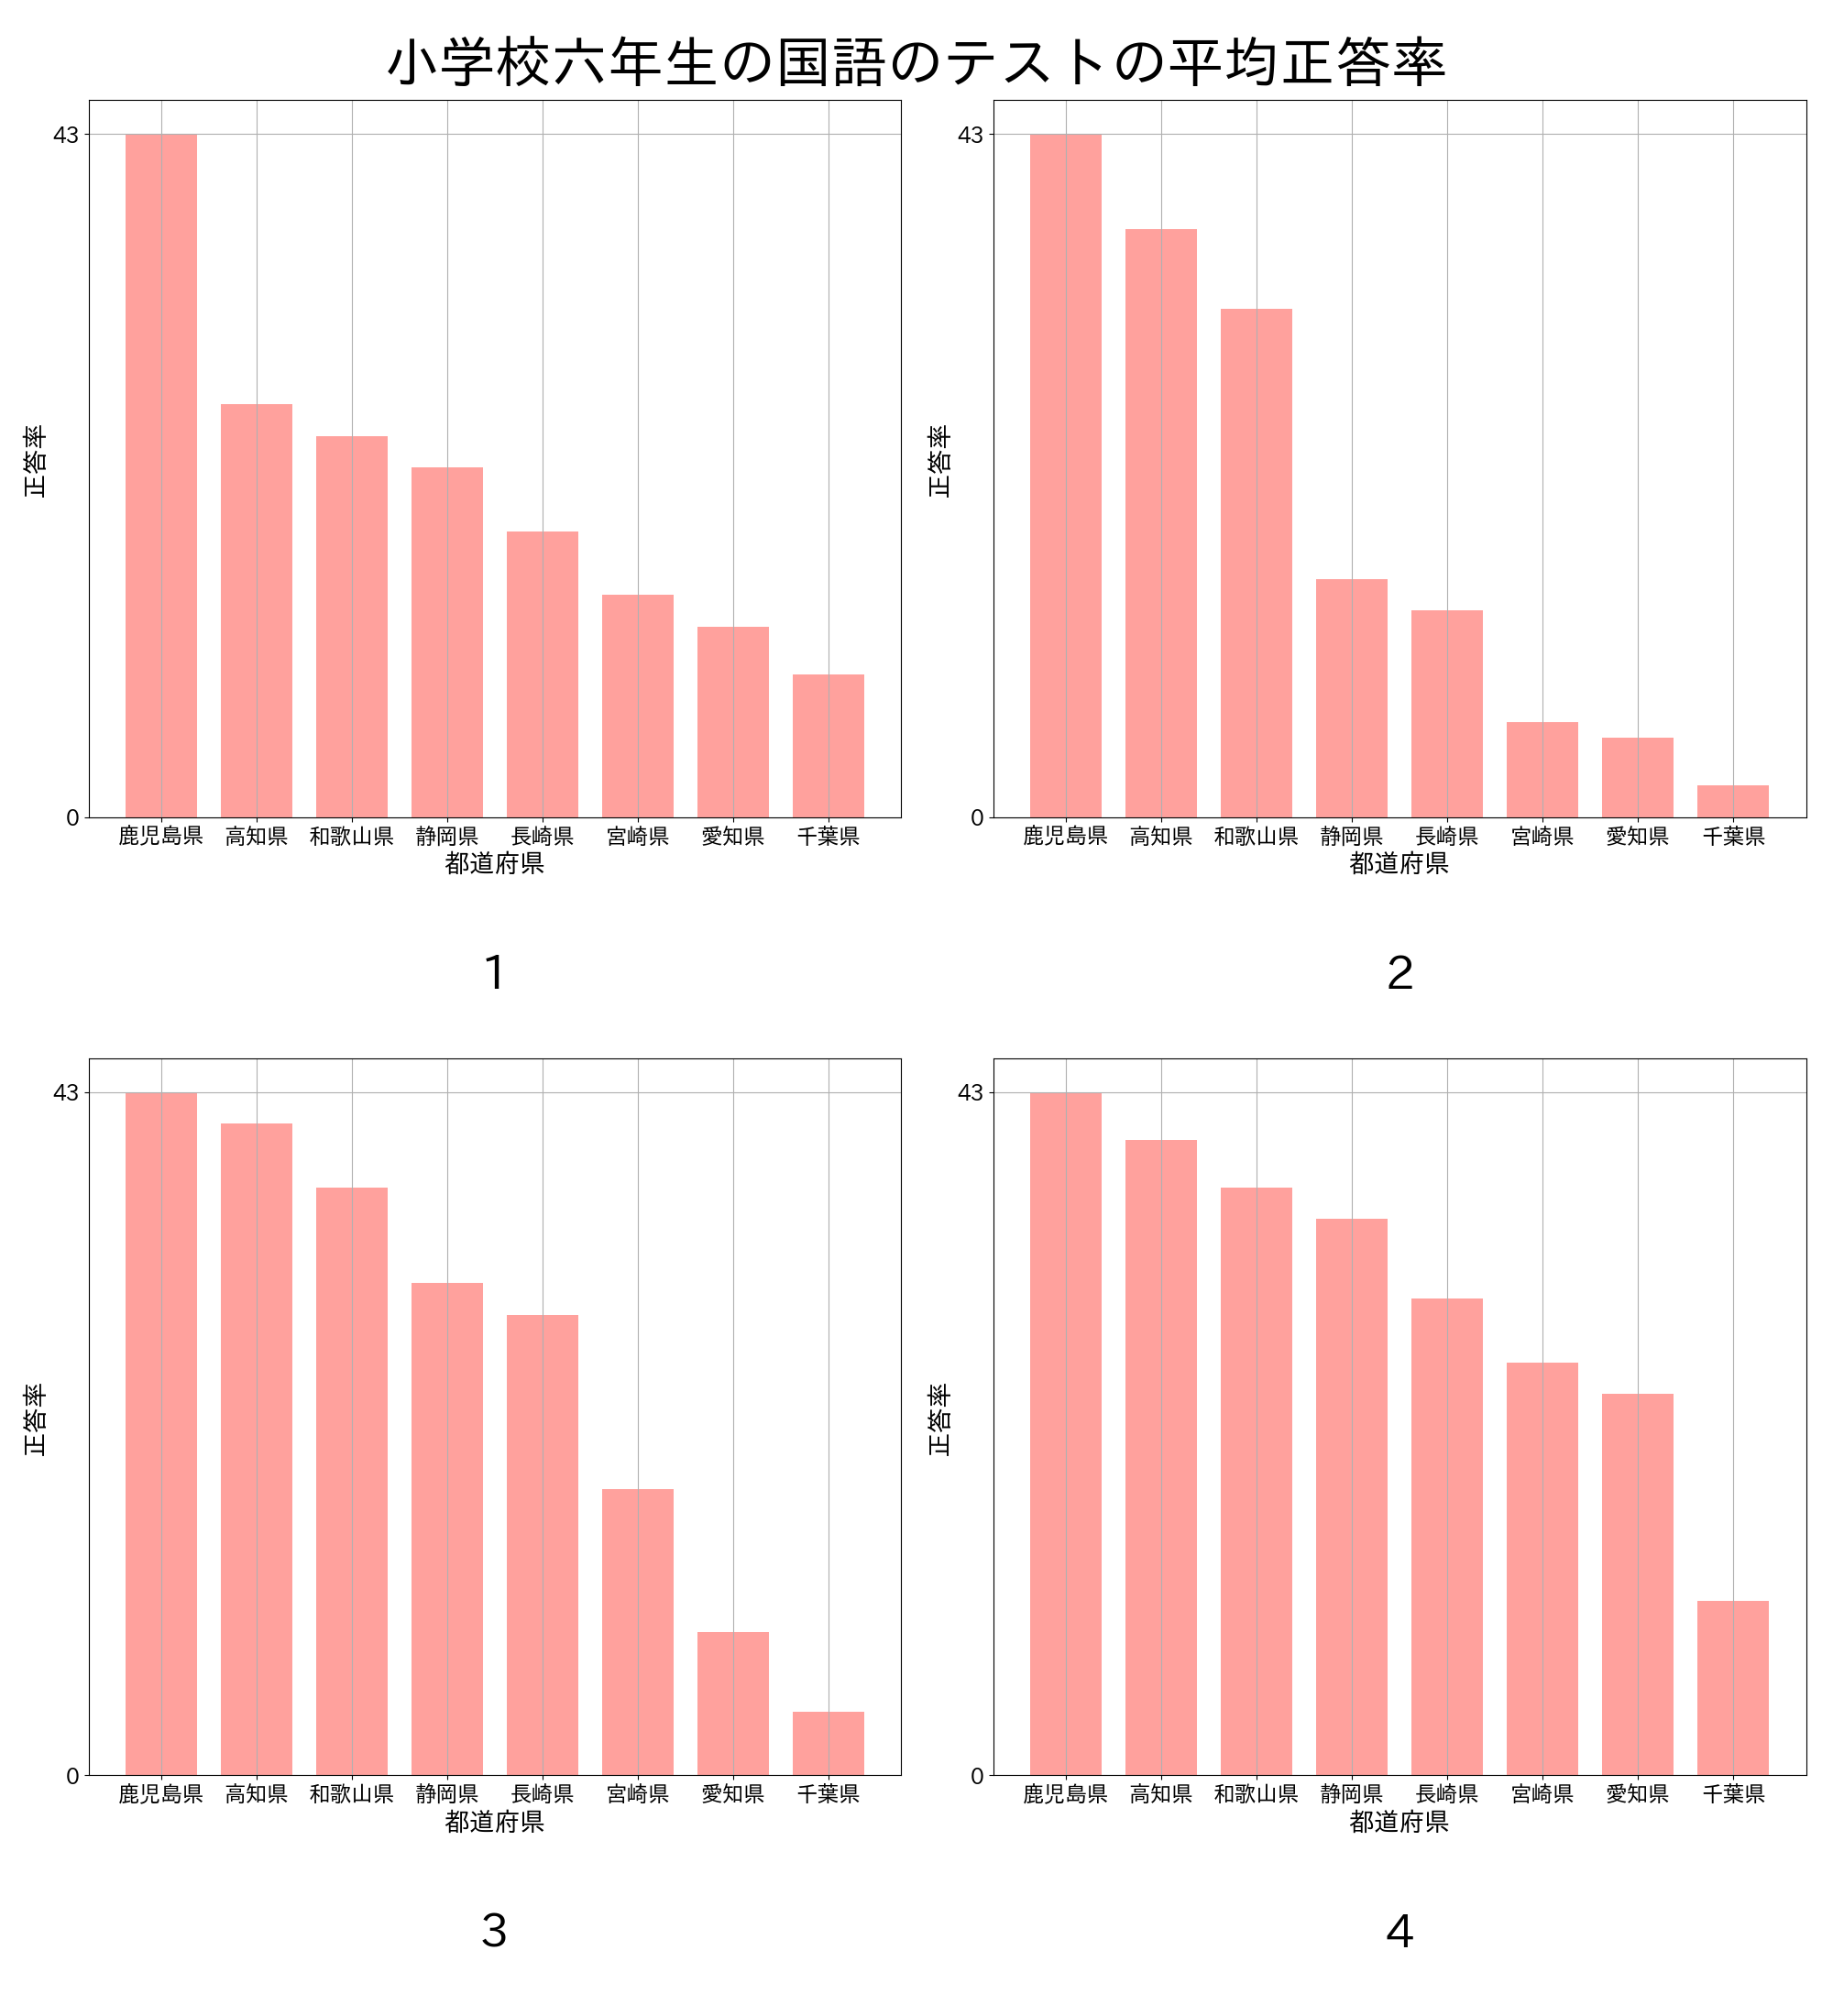 小学校六年生の国語のテストの平均正答率
43
0
正答率
鹿児島県 高知県 和歌山県 静岡県 長崎県 宮崎県 愛知県 千葉県
都道府県
1
43
0
正答率
鹿児島県 高知県 和歌山県 静岡県 長崎県 宮崎県 愛知県 千葉県
都道府県
2
43
0
正答率
鹿児島県 高知県 和歌山県 静岡県 長崎県 宮崎県 愛知県 千葉県
都道府県
3
43
0
正答率
鹿児島県 高知県 和歌山県 静岡県 長崎県 宮崎県 愛知県 千葉県
都道府県
4